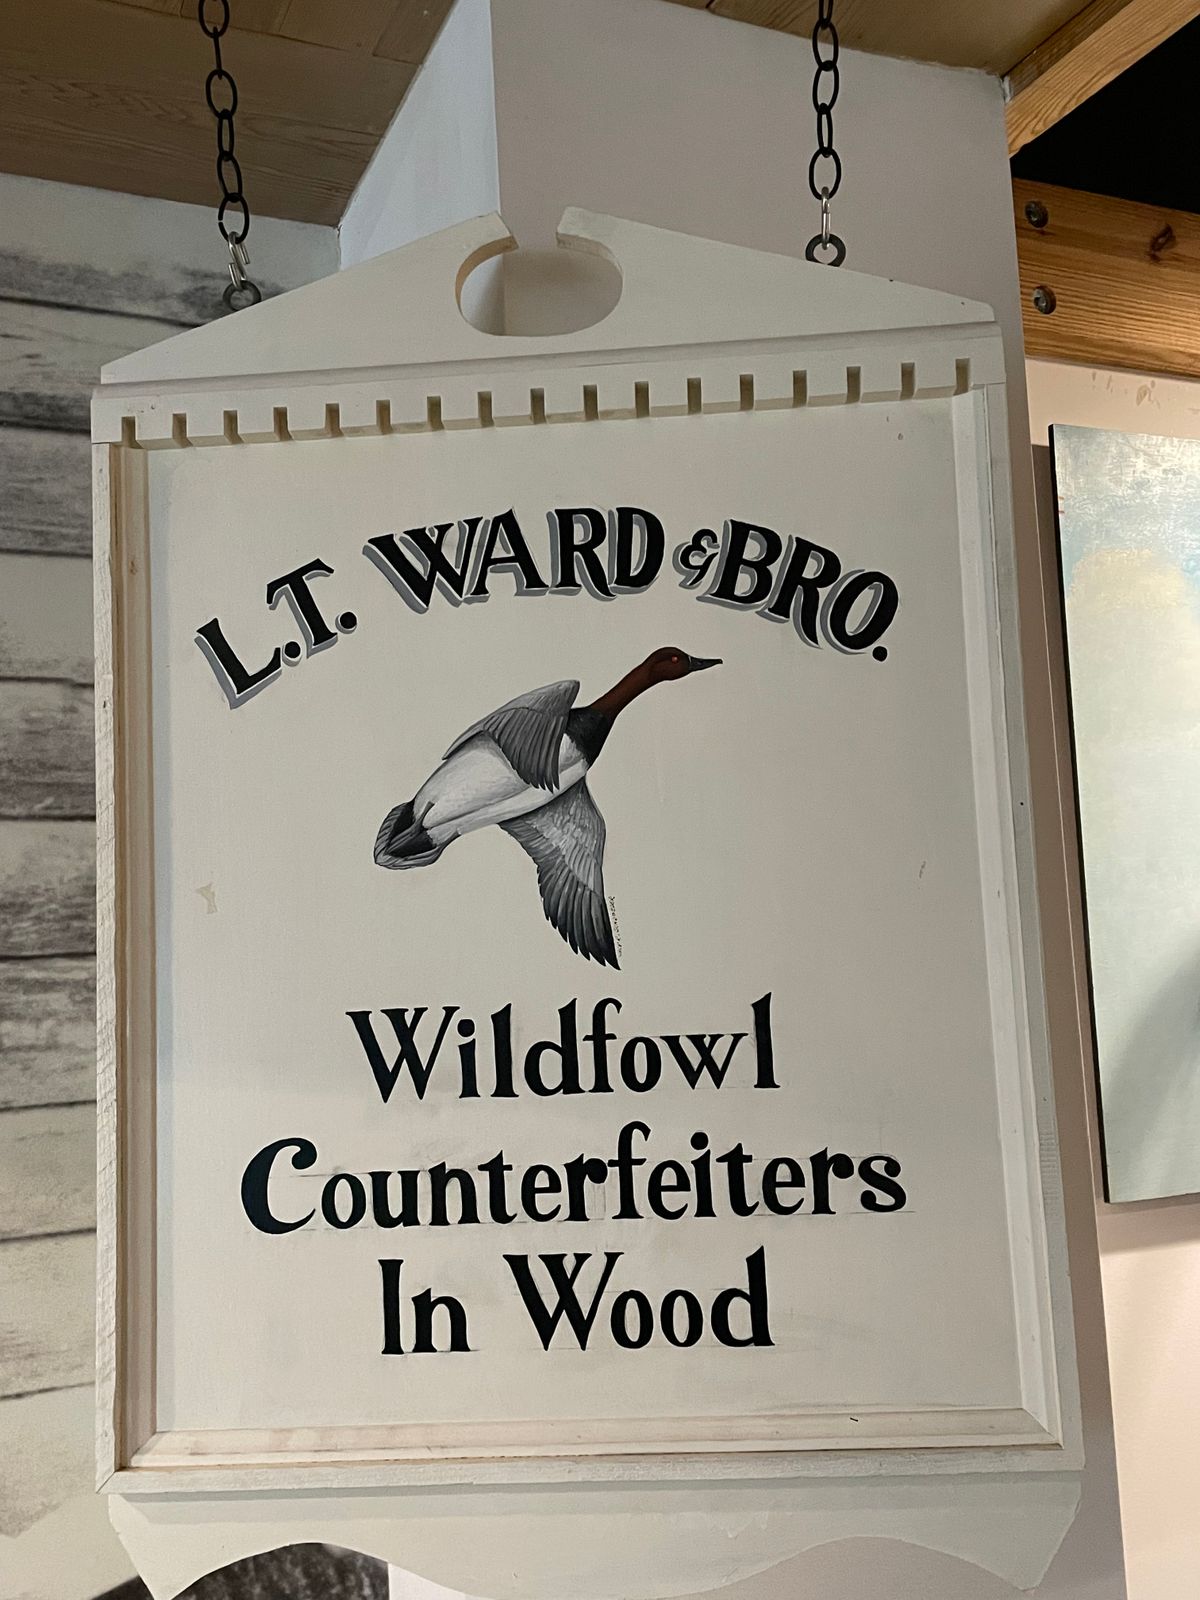 L.T. WARD & BRO.
Wildfowl
Counterfeiters
In Wood